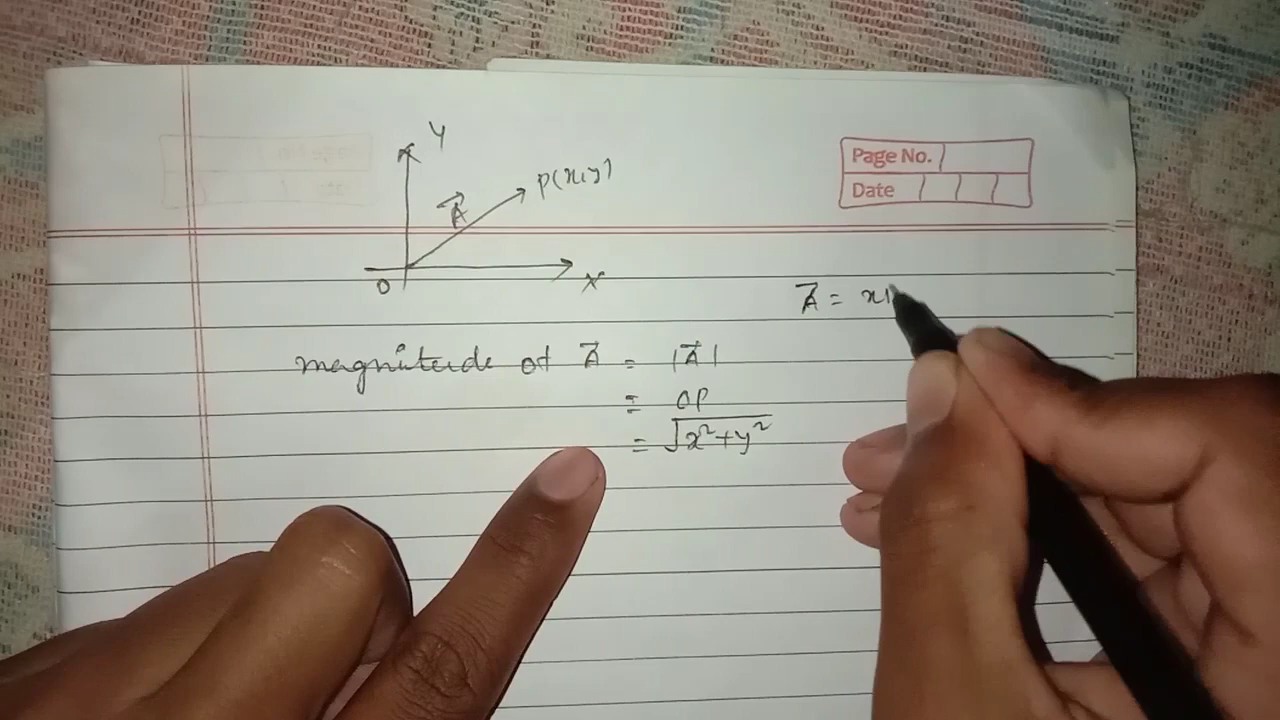 Y
P(x,y)
Page No.
Date
A⃗
O
X
A⃗ = x
magnitude of A⃗ = |A⃗|
= OP
= √x²+y²